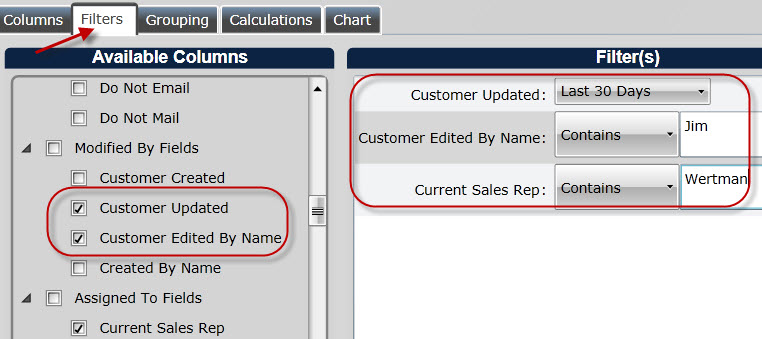 Columns Filters Grouping Calculations Chart
Available Columns Filter(s)
Do Not Email
Do Not Mail
Modified By Fields
Customer Created
Customer Updated
Customer Edited By Name
Created By Name
Assigned To Fields
Current Sales Rep
Customer Updated: Last 30 Days
Customer Edited By Name: Contains Jim
Current Sales Rep: Contains Wertman